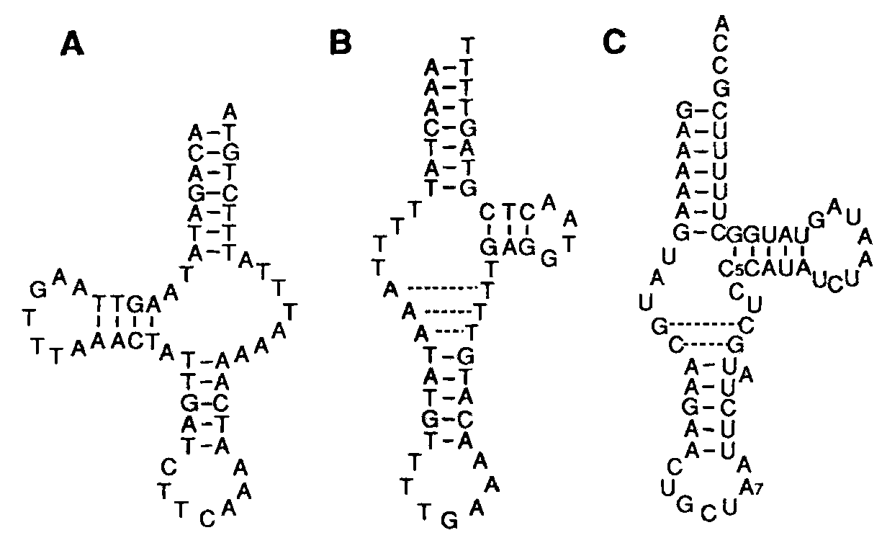 A
A
A-T
C-G
A-T
G-C
A-T
T-T
A-T
T A T T T A A A A
G A A T T G A A
T
T T A A A C T A
T-A
T-A
G-C
A-T
T-A
C T T C A A A
B
T
A-T
A-T
A-T
C-G
T-A
A-T
T-G
T T T T
C T C A A T
G A G G
T
A T
A T
A T
T-G
A-T
T-A
G-C
T-A
T T T G A A A
C
A
C
C
G
G-C
A-U
A-U
A-U
A-U
A-U
G-C
G G U A U G A U A A
C5 C A U A U C U
U A U
C U
G C
C G
A-U A
A-U
G-C
A-U
A-U
C U G C U A7 A